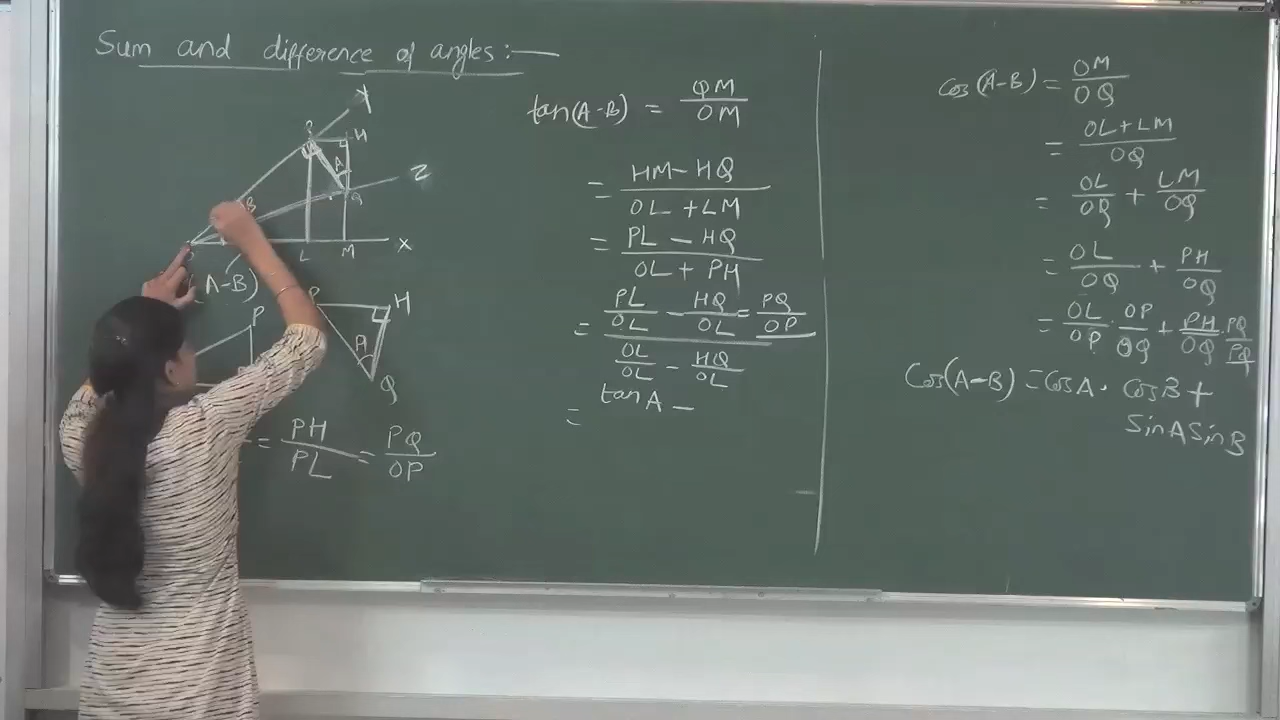 Sum and difference of angles :—
Y
P H
A
Z
B Q
O L M X
(A-B)
P
P H
A
Q
= PH/PL = PQ/OP
tan(A-B) = QM/OM
= HM-HQ / OL+LM
= PL-HQ / OL+PH
= PL/OL - HQ/OL = PQ/OP
OL/OL - HQ/OL
= tanA -
cos(A-B) = OM/OQ
= OL+LM / OQ
= OL/OQ + LM/OQ
= OL/OQ + PH/OQ
= OL/OP . OP/OQ + PH/OQ . PQ/PQ
Cos(A-B) = CosA . CosB +
SinA SinB